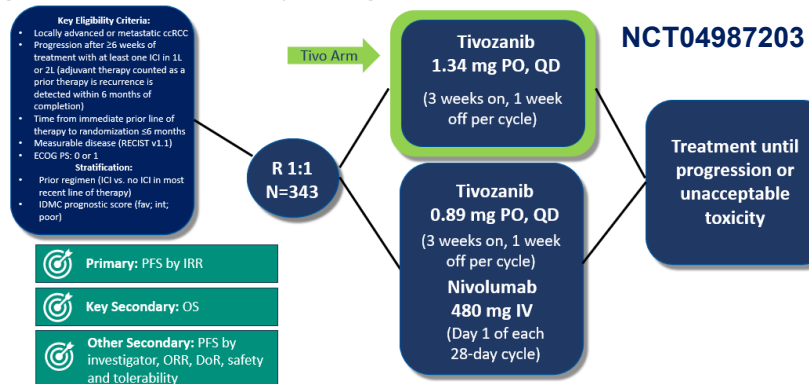 Key Eligibility Criteria:
• Locally advanced or metastatic ccRCC
• Progression after ≥6 weeks of
treatment with at least one ICI in 1L
or 2L (adjuvant therapy counted as a
prior therapy is recurrence is
detected within 6 months of
completion)
• Time from immediate prior line of
therapy to randomization ≤6 months
• Measurable disease (RECIST v1.1)
• ECOG PS: 0 or 1
Stratification:
• Prior regimen (ICI vs. no ICI in most
recent line of therapy)
• IDMC prognostic score (fav; int;
poor)
Primary: PFS by IRR
Key Secondary: OS
Other Secondary: PFS by
investigator, ORR, DoR, safety
and tolerability
R 1:1
N=343
Tivo Arm
Tivozanib
1.34 mg PO, QD
(3 weeks on, 1 week
off per cycle)
Tivozanib
0.89 mg PO, QD
(3 weeks on, 1 week
off per cycle)
Nivolumab
480 mg IV
(Day 1 of each
28-day cycle)
NCT04987203
Treatment until
progression or
unacceptable
toxicity